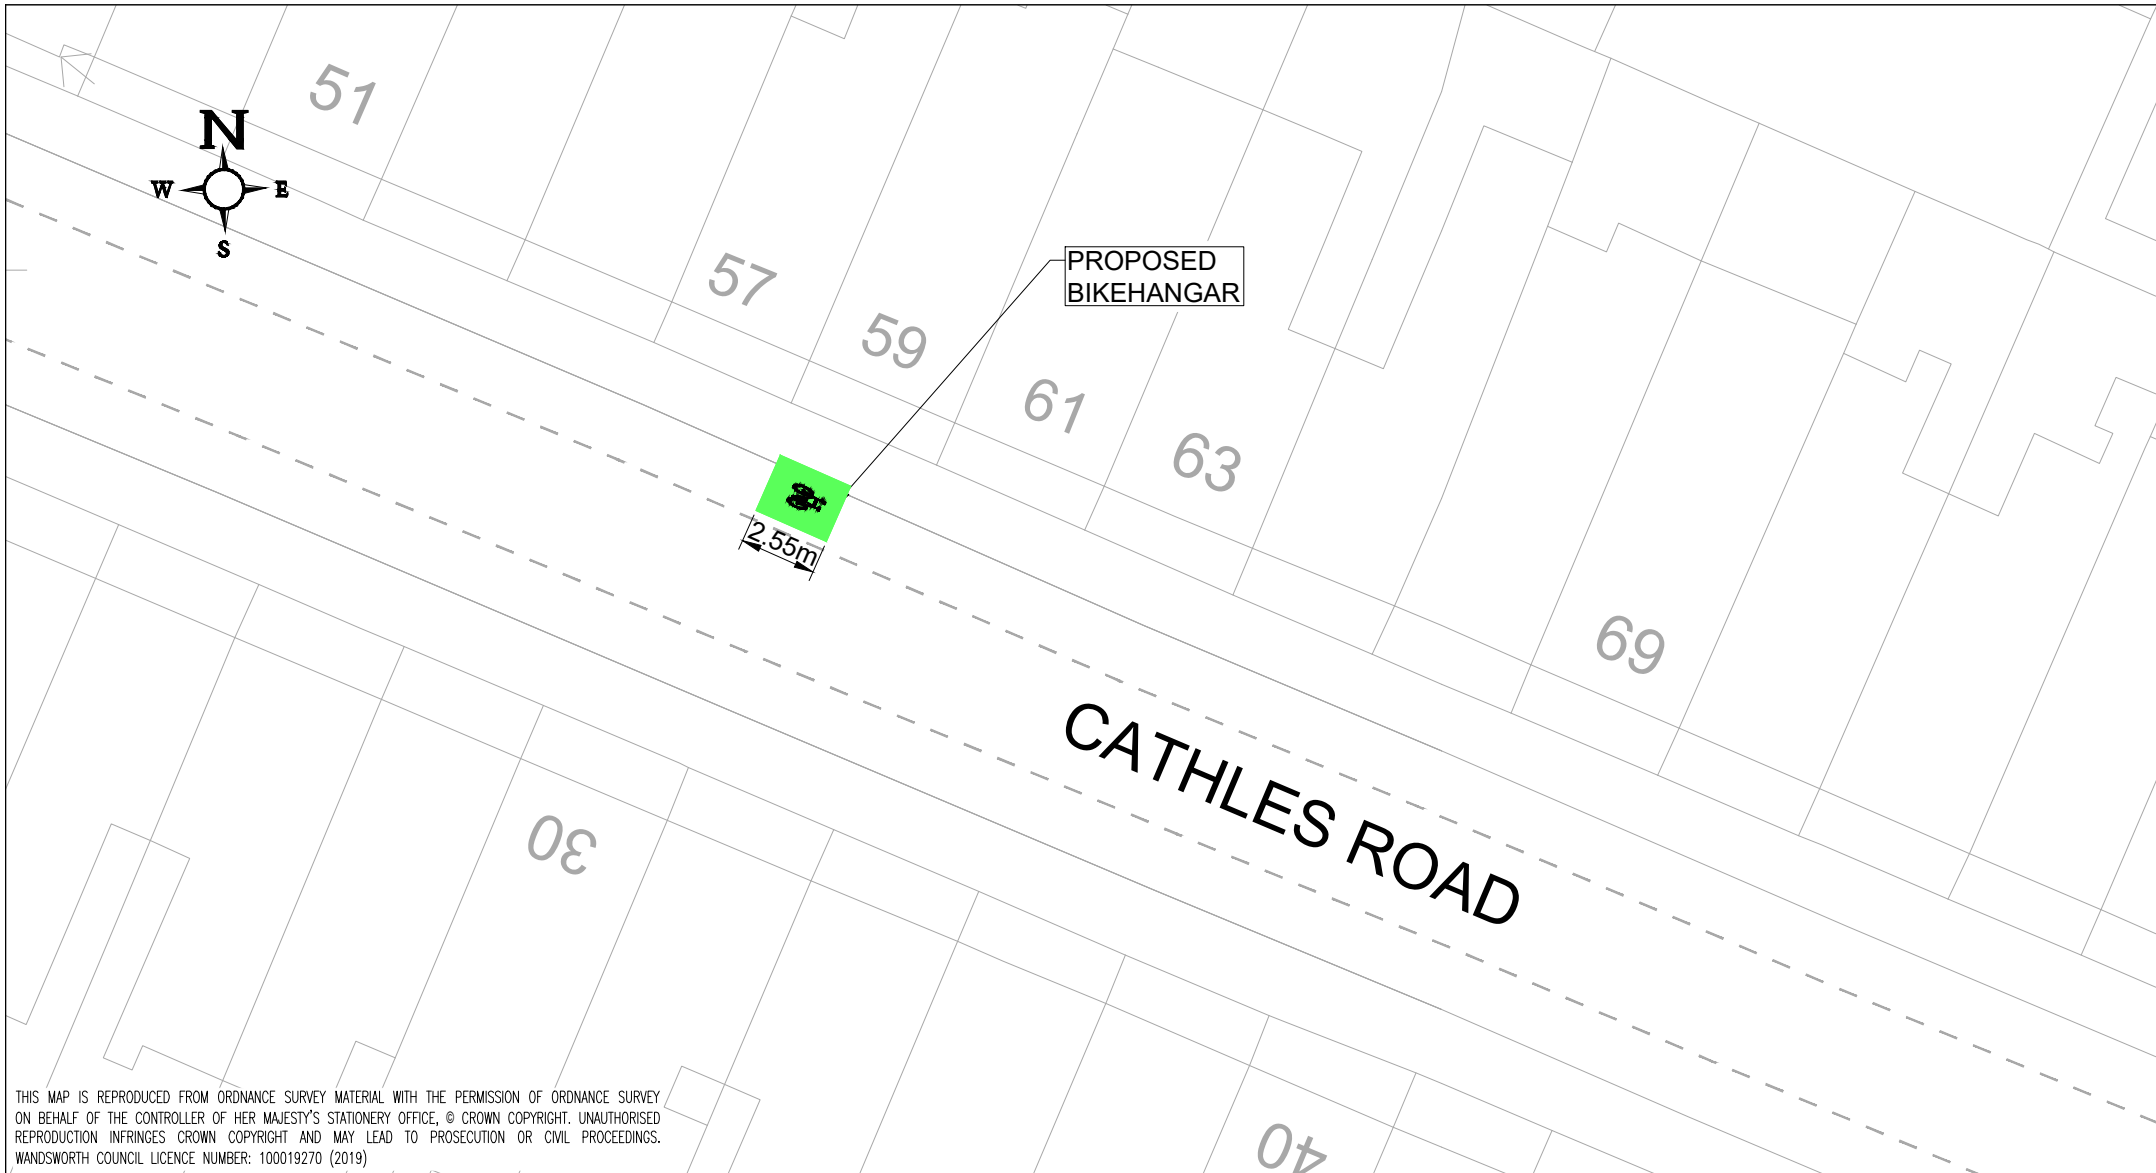 51
N
W E
S
57
59
61
63
69
PROPOSED
BIKEHANGAR
2.55m
CATHLES ROAD
30
40
THIS MAP IS REPRODUCED FROM ORDNANCE SURVEY MATERIAL WITH THE PERMISSION OF ORDNANCE SURVEY
ON BEHALF OF THE CONTROLLER OF HER MAJESTY'S STATIONERY OFFICE, © CROWN COPYRIGHT. UNAUTHORISED
REPRODUCTION INFRINGES CROWN COPYRIGHT AND MAY LEAD TO PROSECUTION OR CIVIL PROCEEDINGS.
WANDSWORTH COUNCIL LICENCE NUMBER: 100019270 (2019)